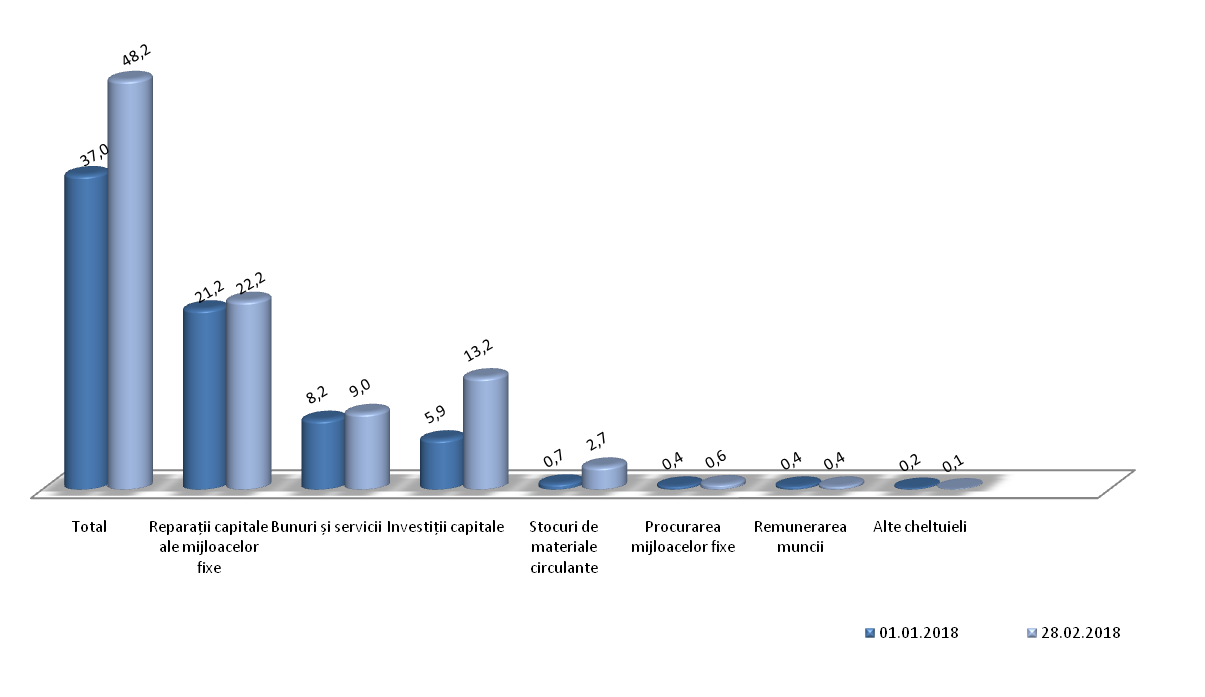 48,2
37,0
21,2 22,2
8,2 9,0
5,9 13,2
0,7 2,7
0,4 0,6
0,4 0,4
0,2 0,1
Total
Reparații capitale
ale mijloacelor
fixe
Bunuri și servicii
Investiții capitale
Stocuri de
materiale
circulante
Procurarea
mijloacelor fixe
Remunerarea
muncii
Alte cheltuieli
01.01.2018
28.02.2018